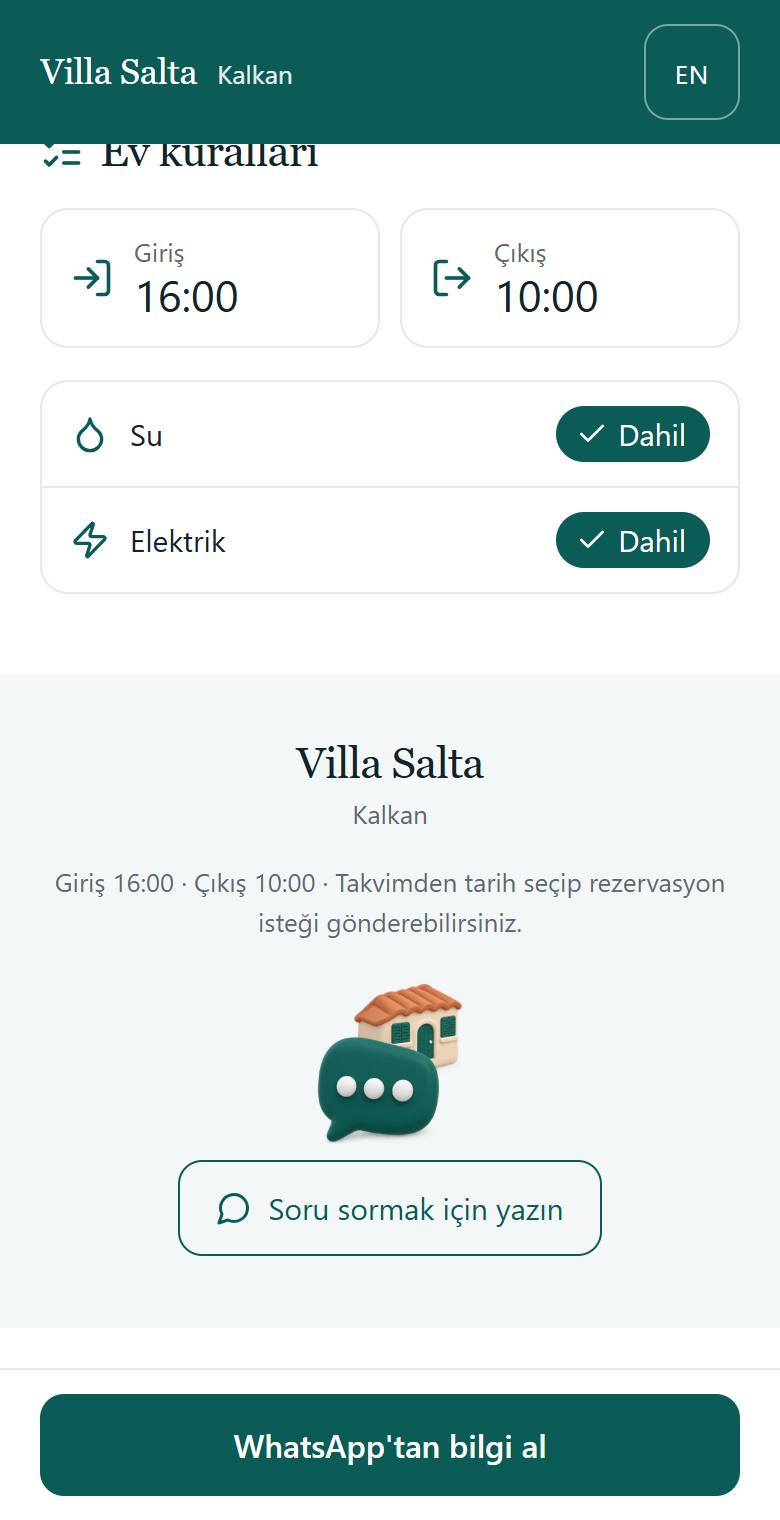 Villa Salta Kalkan
EN
Ev kuralları
Giriş
16:00
Çıkış
10:00
Su
Dahil
Elektrik
Dahil
Villa Salta
Kalkan
Giriş 16:00 · Çıkış 10:00 · Takvimden tarih seçip rezervasyon
isteği gönderebilirsiniz.
Soru sormak için yazın
WhatsApp'tan bilgi al